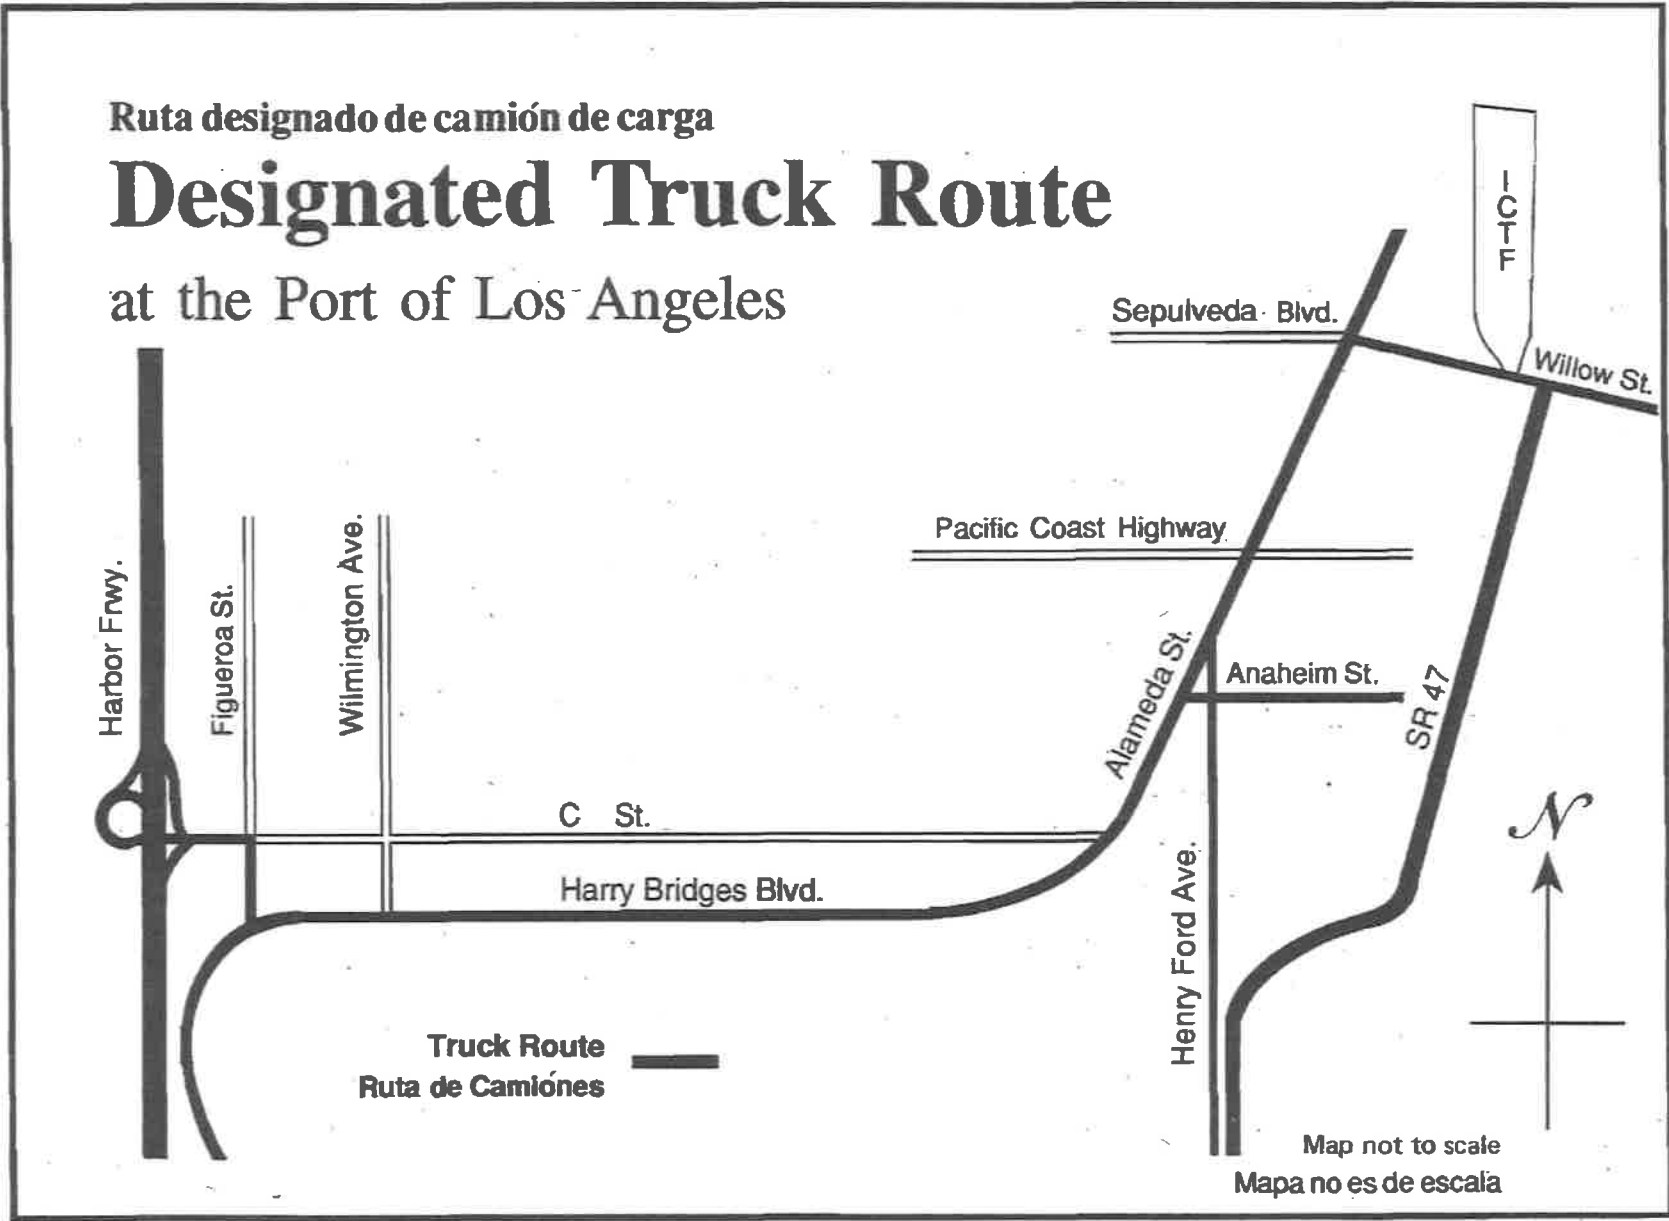 Ruta designado de camión de carga
Designated Truck Route
at the Port of Los Angeles
I
C
T
F
Sepulveda Blvd.
Willow St.
Pacific Coast Highway
Harbor Frwy.
Figueroa St.
Wilmington Ave.
Alameda St.
Anaheim St.
SR 47
C St.
Harry Bridges Blvd.
Henry Ford Ave.
N
Truck Route
Ruta de Camiónes
Map not to scale
Mapa no es de escala